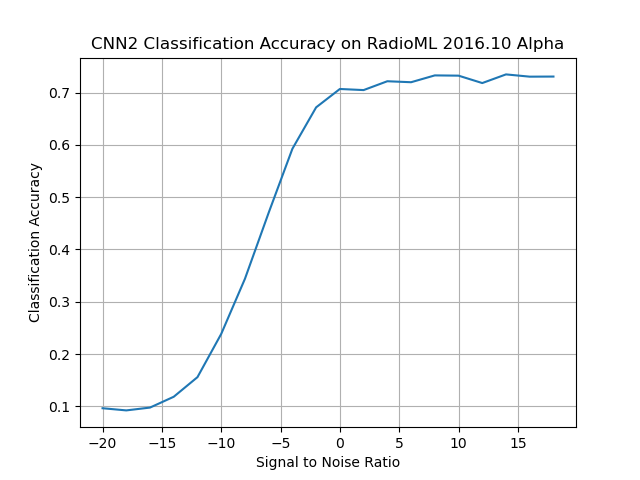 CNN2 Classification Accuracy on RadioML 2016.10 Alpha
0.7
0.6
0.5
0.4
0.3
0.2
0.1
Classification Accuracy
−20 −15 −10 −5 0 5 10 15
Signal to Noise Ratio